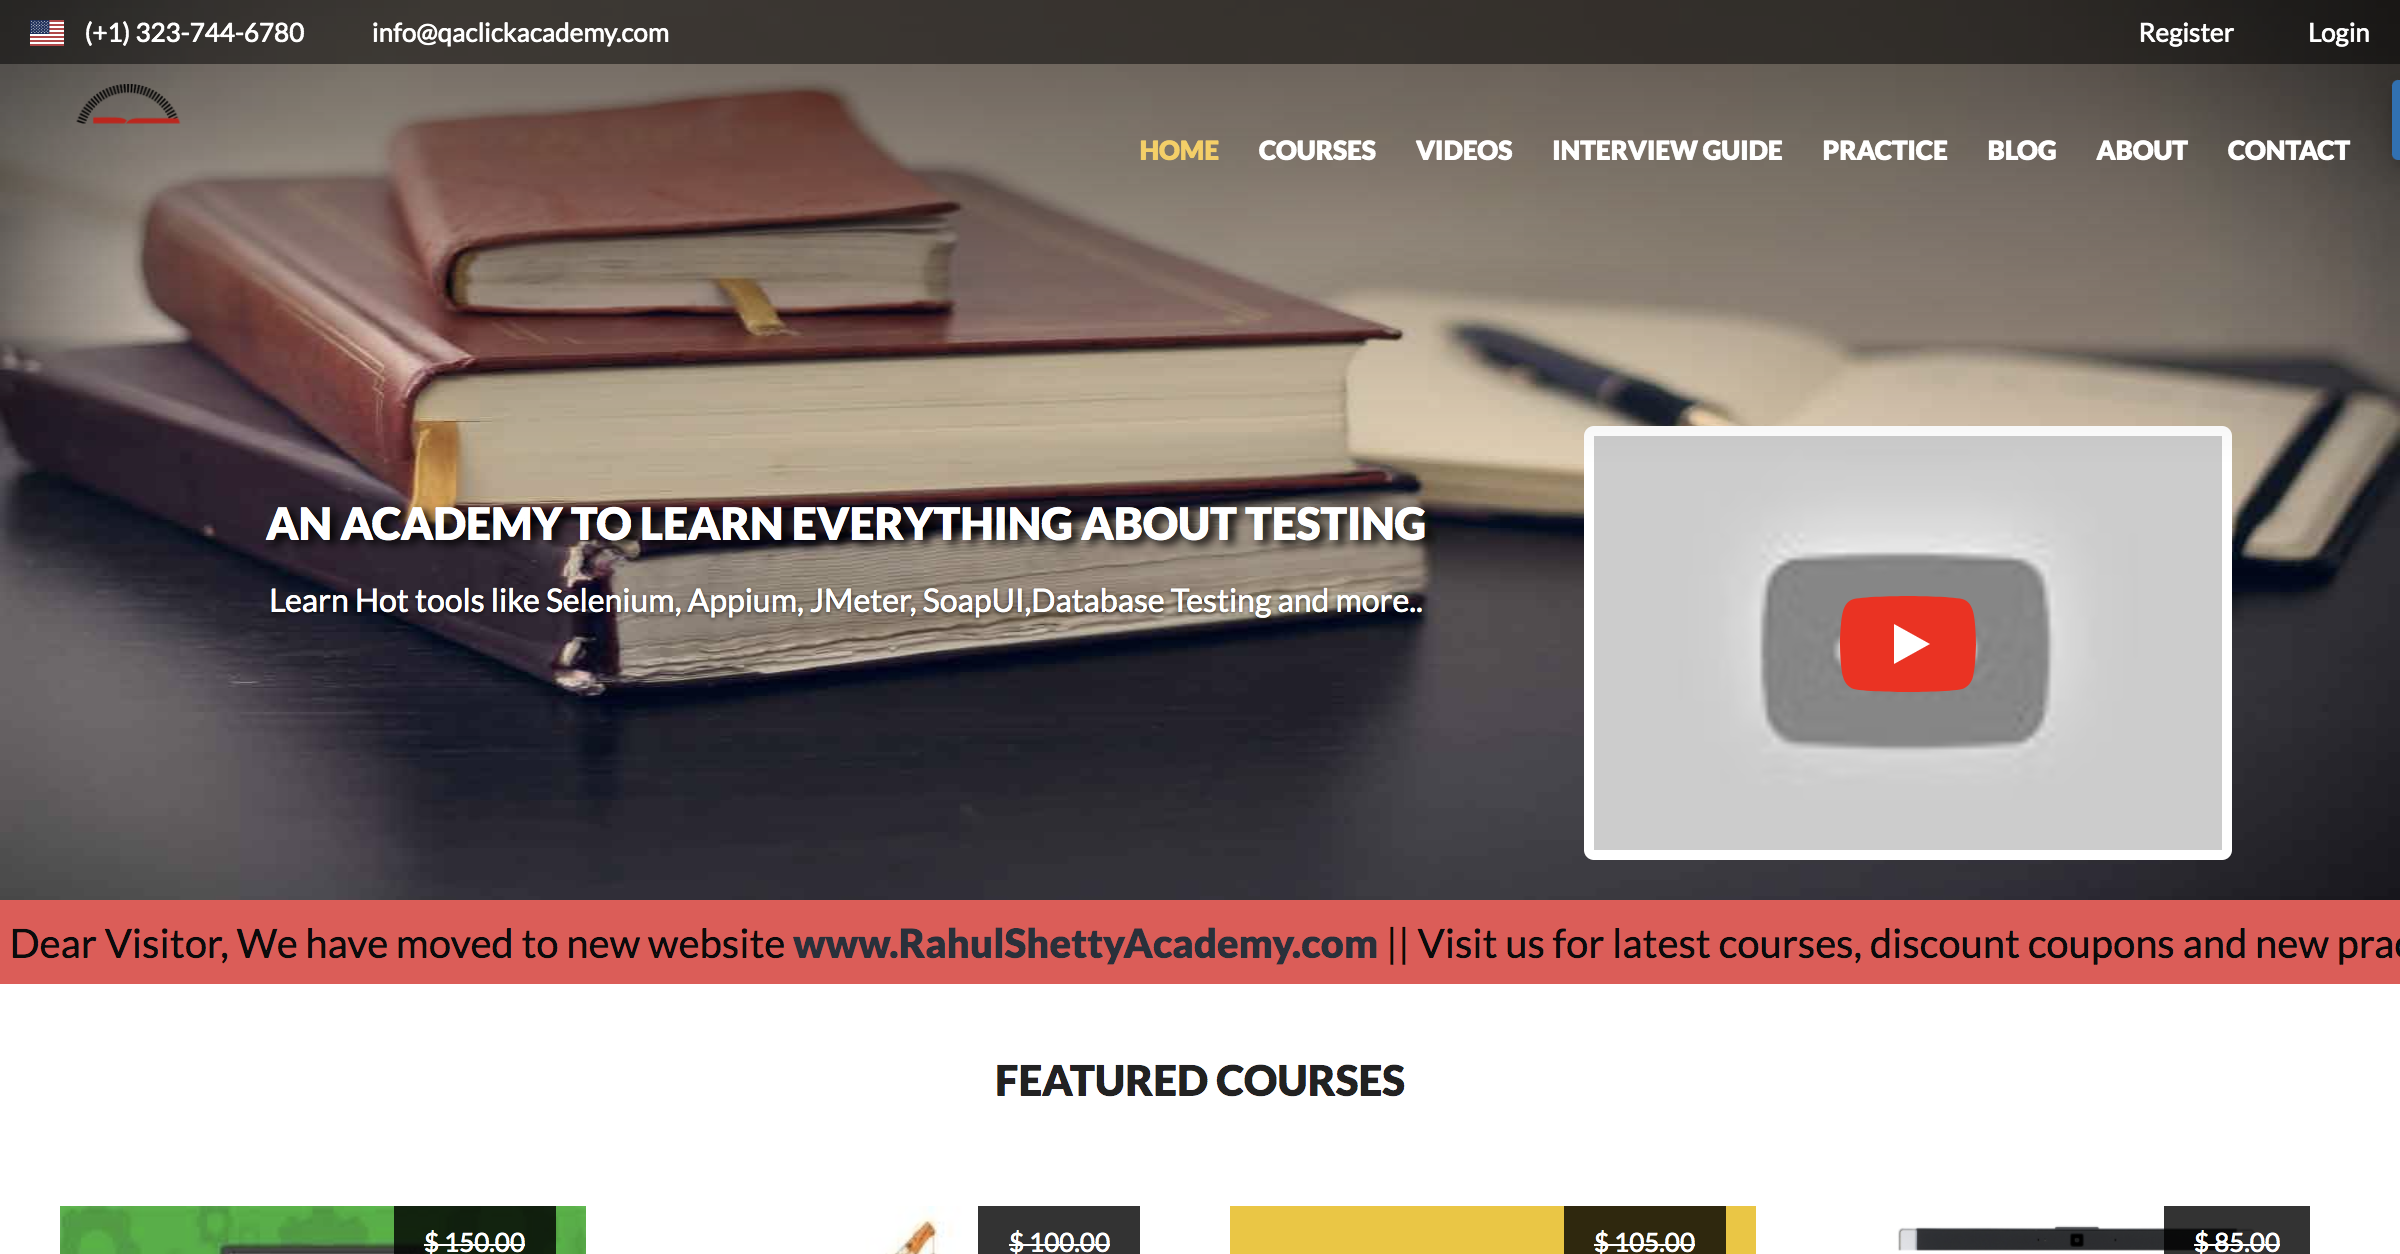 (+1) 323-744-6780 info@qaclickacademy.com Register Login
HOME COURSES VIDEOS INTERVIEW GUIDE PRACTICE BLOG ABOUT CONTACT
AN ACADEMY TO LEARN EVERYTHING ABOUT TESTING
Learn Hot tools like Selenium, Appium, JMeter, SoapUI,Database Testing and more..
Dear Visitor, We have moved to new website www.RahulShettyAcademy.com || Visit us for latest courses, discount coupons and new
FEATURED COURSES
$ 150.00 $ 100.00 $ 105.00 $ 85.00